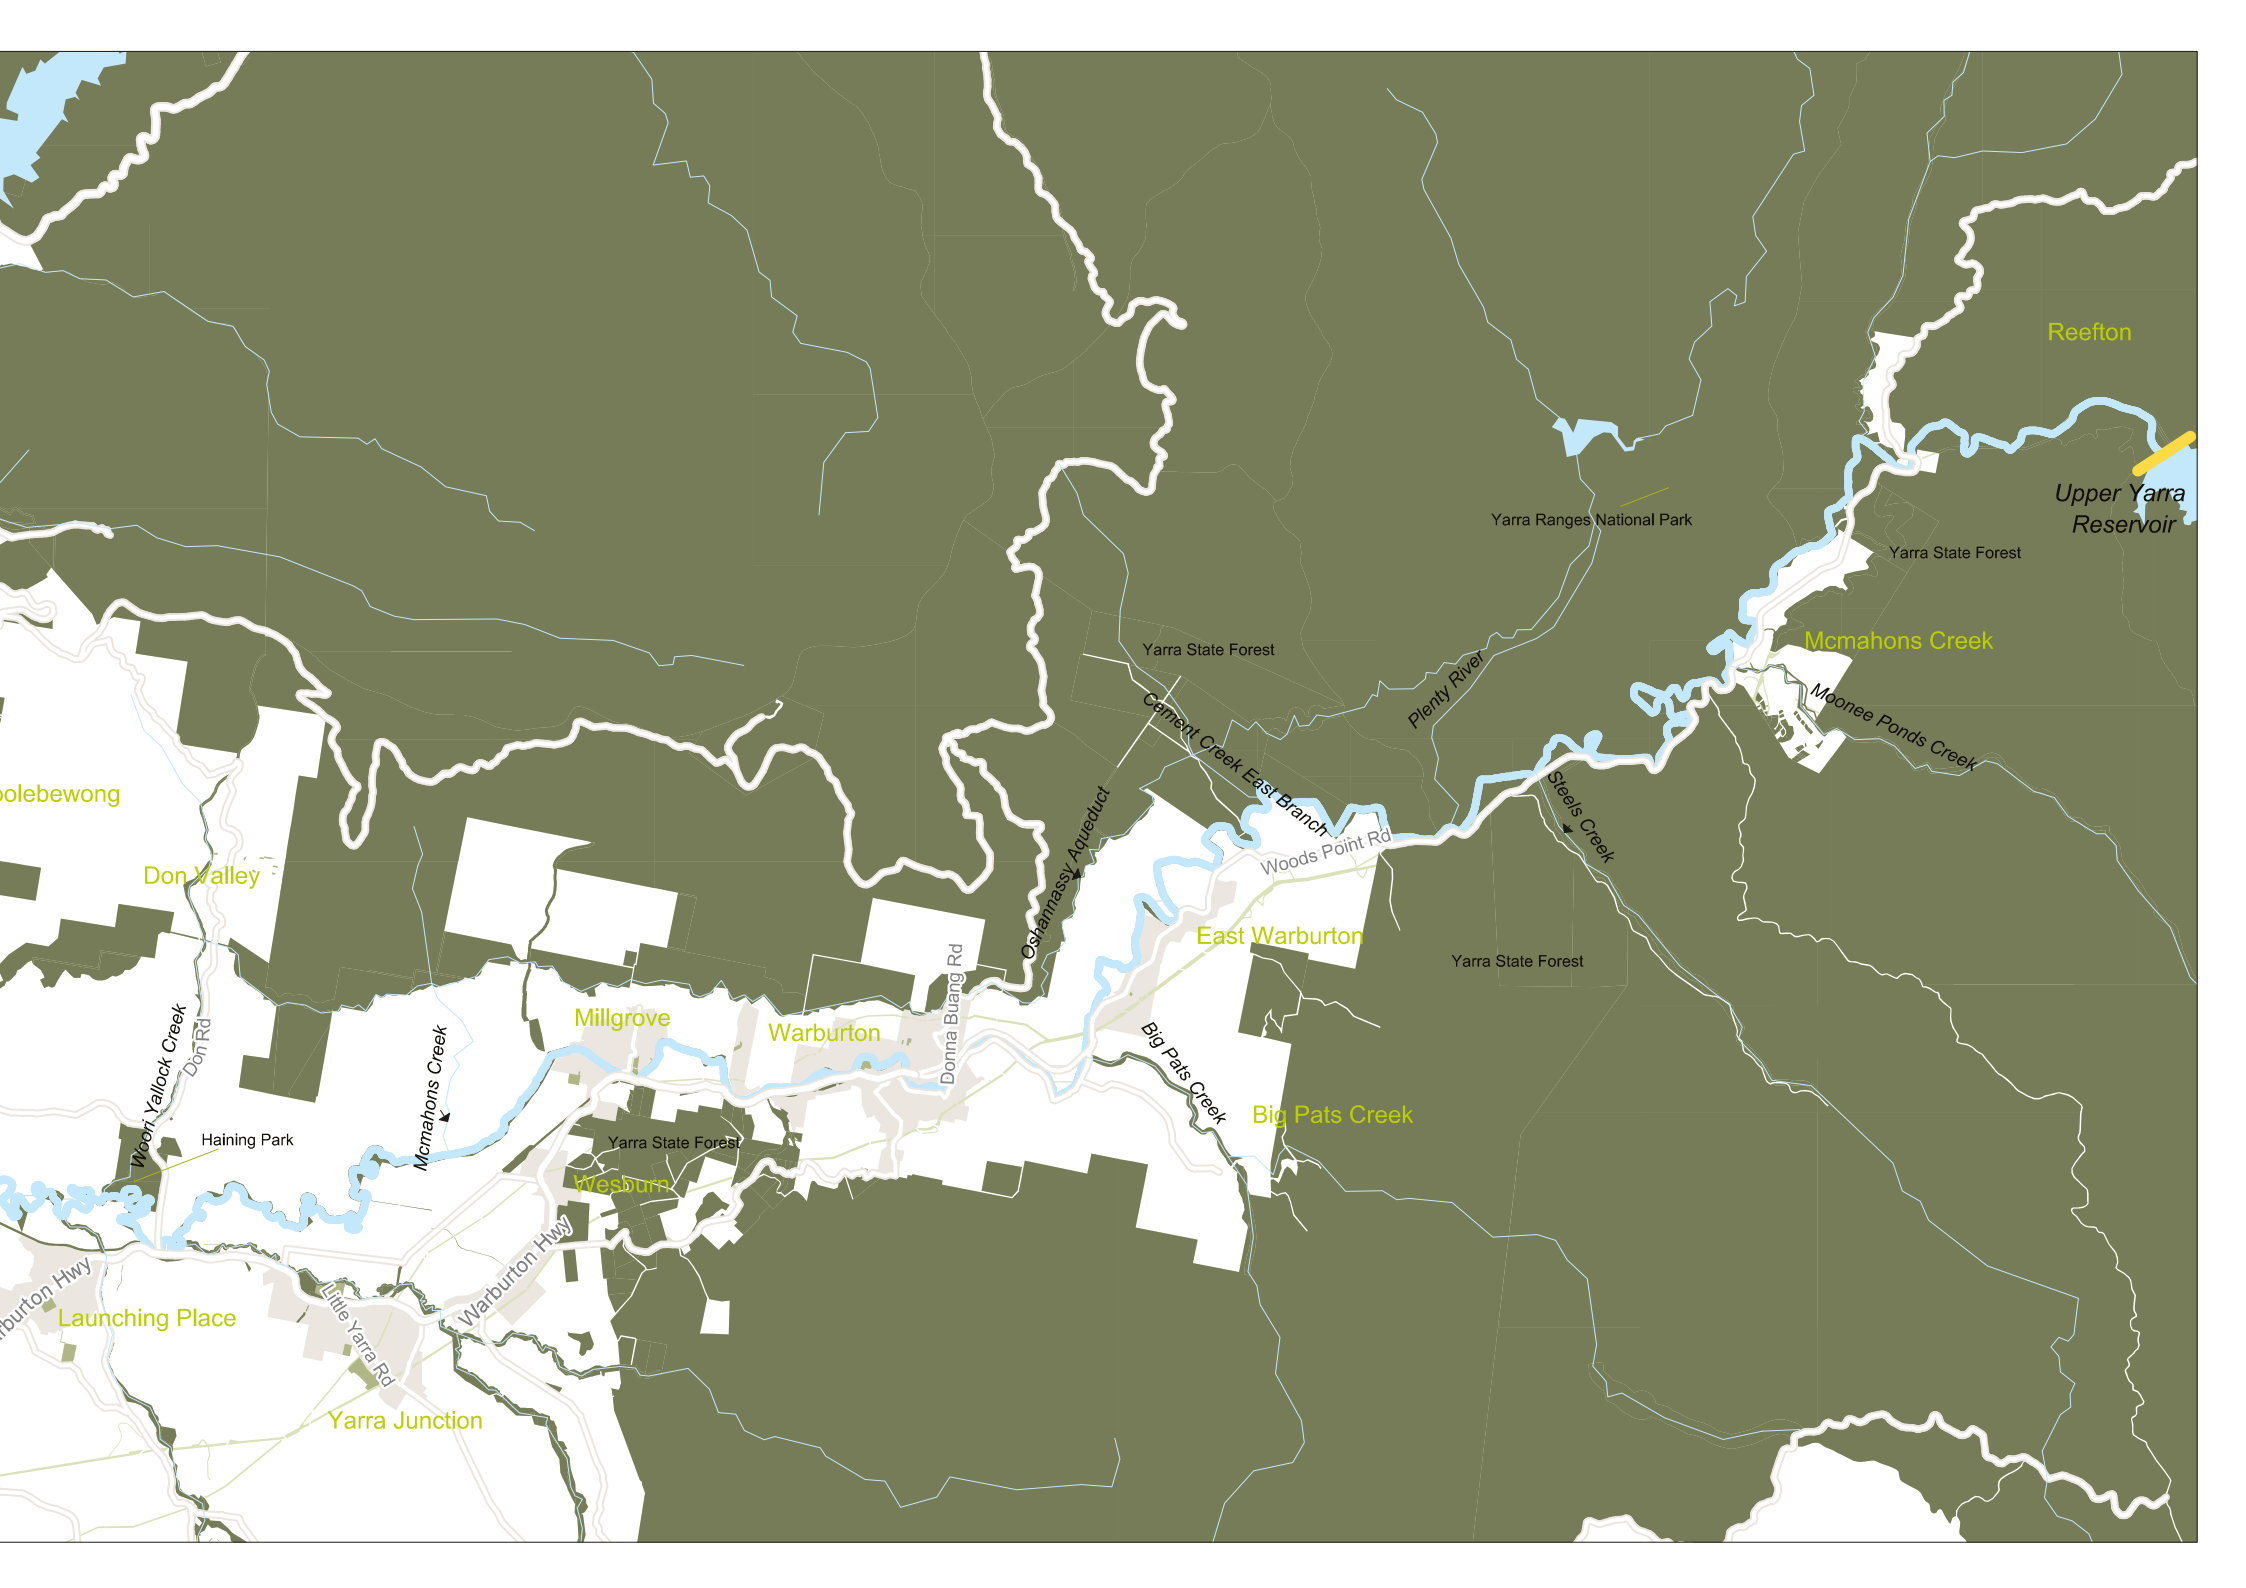 Reefton
Upper Yarra
Reservoir
Yarra Ranges National Park
Yarra State Forest
Mcmahons Creek
Yarra State Forest
Plenty River
Moonee Ponds Creek
Cement Creek East Branch
Steels Creek
olebewong
Oshannassy Aqueduct
Woods Point Rd
Don Valley
East Warburton
Yarra State Forest
Donna Buang Rd
Millgrove
Warburton
Woori Yallock Creek
Don Rd
Mcmahons Creek
Big Pats Creek
Big Pats Creek
Haining Park
Yarra State Forest
Wesburn
Warburton Hwy
rburton Hwy
Launching Place
Little Yarra Rd
Yarra Junction